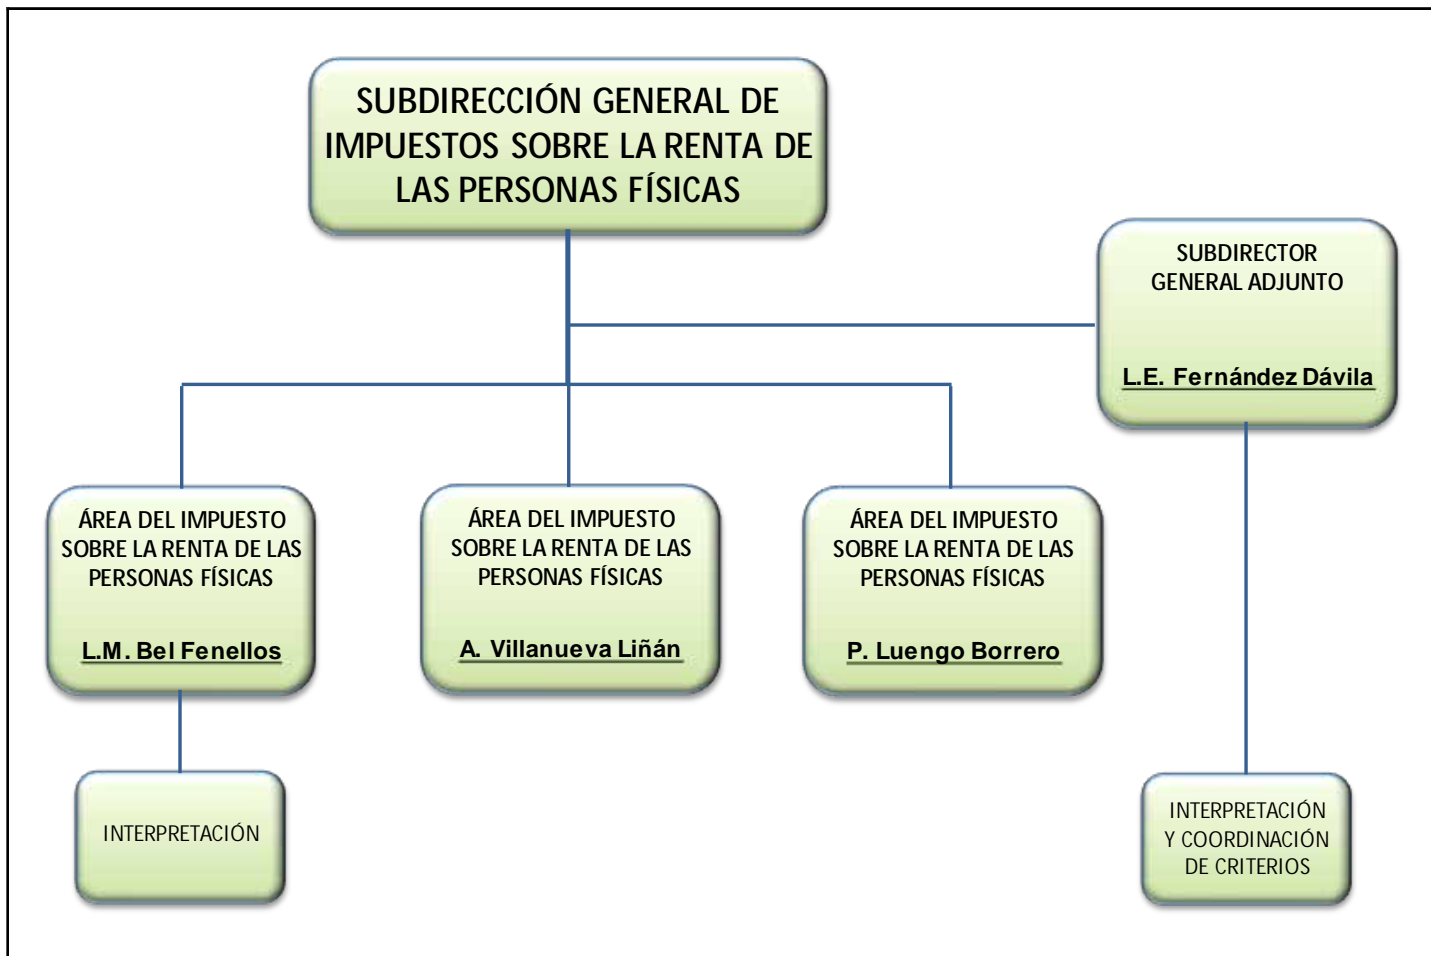 SUBDIRECCIÓN GENERAL DE
IMPUESTOS SOBRE LA RENTA DE
LAS PERSONAS FÍSICAS
SUBDIRECTOR
GENERAL ADJUNTO
L.E. Fernández Dávila
ÁREA DEL IMPUESTO
SOBRE LA RENTA DE LAS
PERSONAS FÍSICAS
L.M. Bel Fenellos
ÁREA DEL IMPUESTO
SOBRE LA RENTA DE LAS
PERSONAS FÍSICAS
A. Villanueva Liñán
ÁREA DEL IMPUESTO
SOBRE LA RENTA DE LAS
PERSONAS FÍSICAS
P. Luengo Borrero
INTERPRETACIÓN
INTERPRETACIÓN
Y COORDINACIÓN
DE CRITERIOS